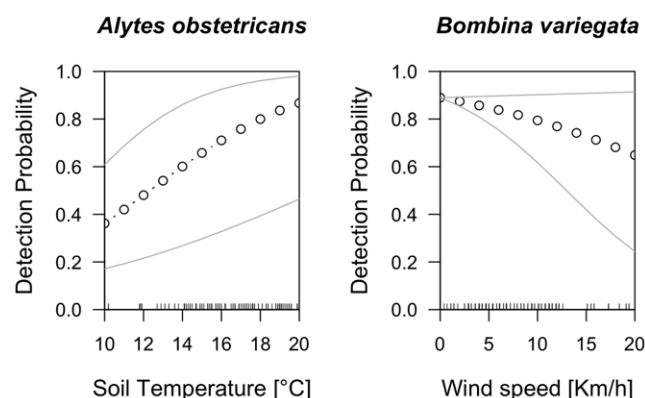 Alytes obstetricans
Detection Probability
1.0
0.8
0.6
0.4
0.2
0.0
10 12 14 16 18 20
Soil Temperature [°C]
Bombina variegata
Detection Probability
1.0
0.8
0.6
0.4
0.2
0.0
0 5 10 15 20
Wind speed [Km/h]